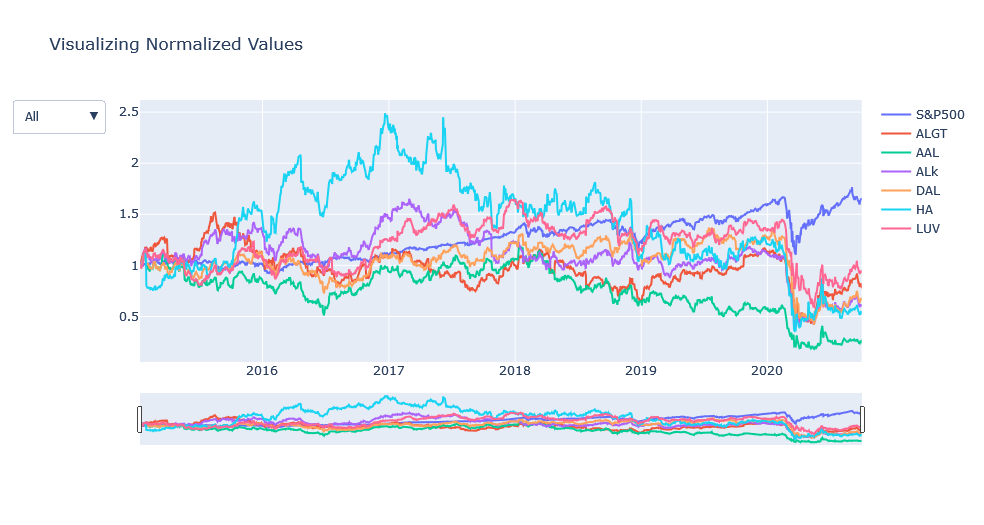 Visualizing Normalized Values
All ▼
2.5
2
1.5
1
0.5
2016 2017 2018 2019 2020
S&P500
ALGT
AAL
ALk
DAL
HA
LUV